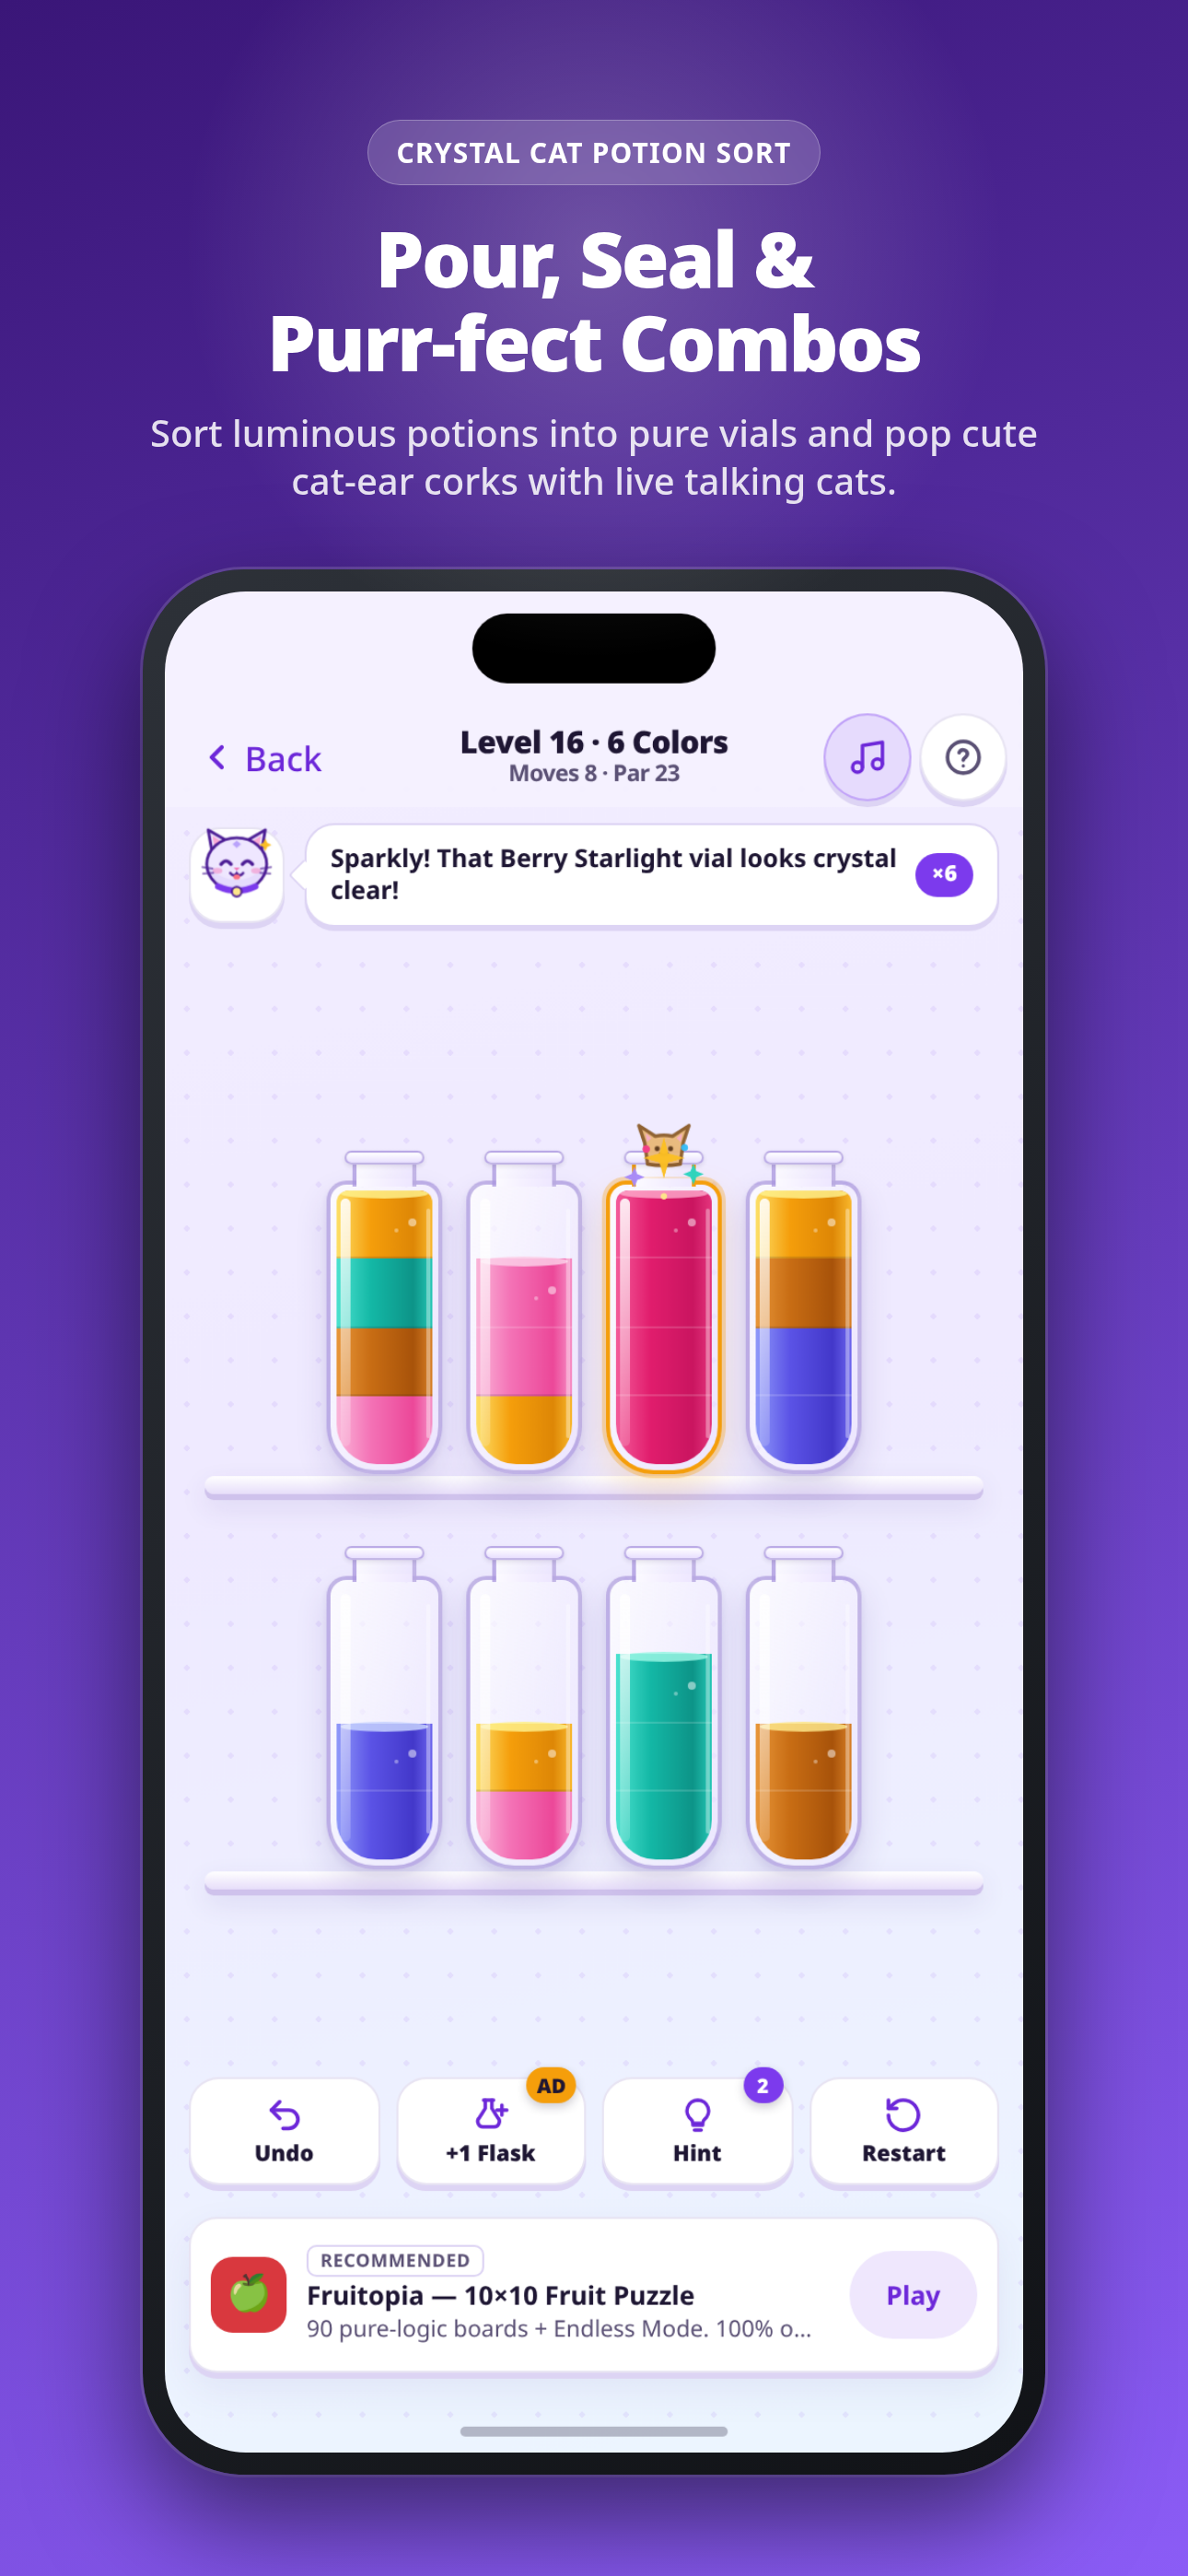 CRYSTAL CAT POTION SORT
Pour, Seal &
Purr-fect Combos
Sort luminous potions into pure vials and pop cute
cat-ear corks with live talking cats.
Back
Level 16 · 6 Colors
Moves 8 · Par 23
Sparkly! That Berry Starlight vial looks crystal
clear!
×6
AD
2
Undo
+1 Flask
Hint
Restart
RECOMMENDED
Fruitopia — 10×10 Fruit Puzzle
90 pure-logic boards + Endless Mode. 100% o...
Play